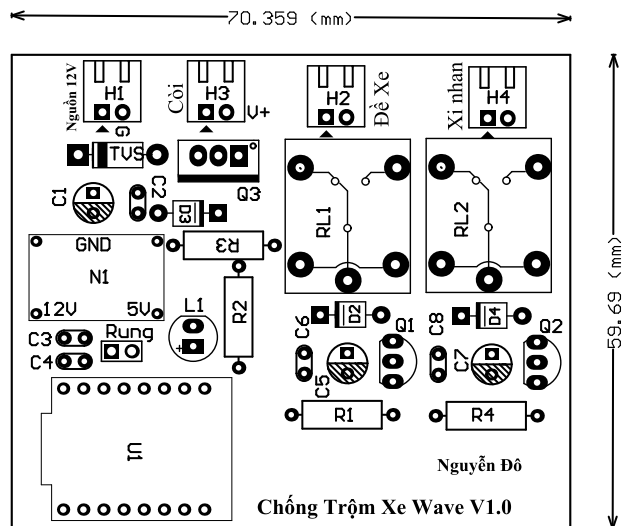 70.359 (mm)
Nguồn 12V
H1
G
Còi
H3
V+
H2
Đề Xe
Xi nhan
H4
TVS
Q3
C1
C2
D3
RL1
RL2
GND
N1
12V
5V
R3
R2
L1
+
C3
C4
Rung
C6
D2
Q1
C5
C8
D4
Q2
C7
R1
R4
U1
59.69 (mm)
Nguyễn Đô
Chống Trộm Xe Wave V1.0